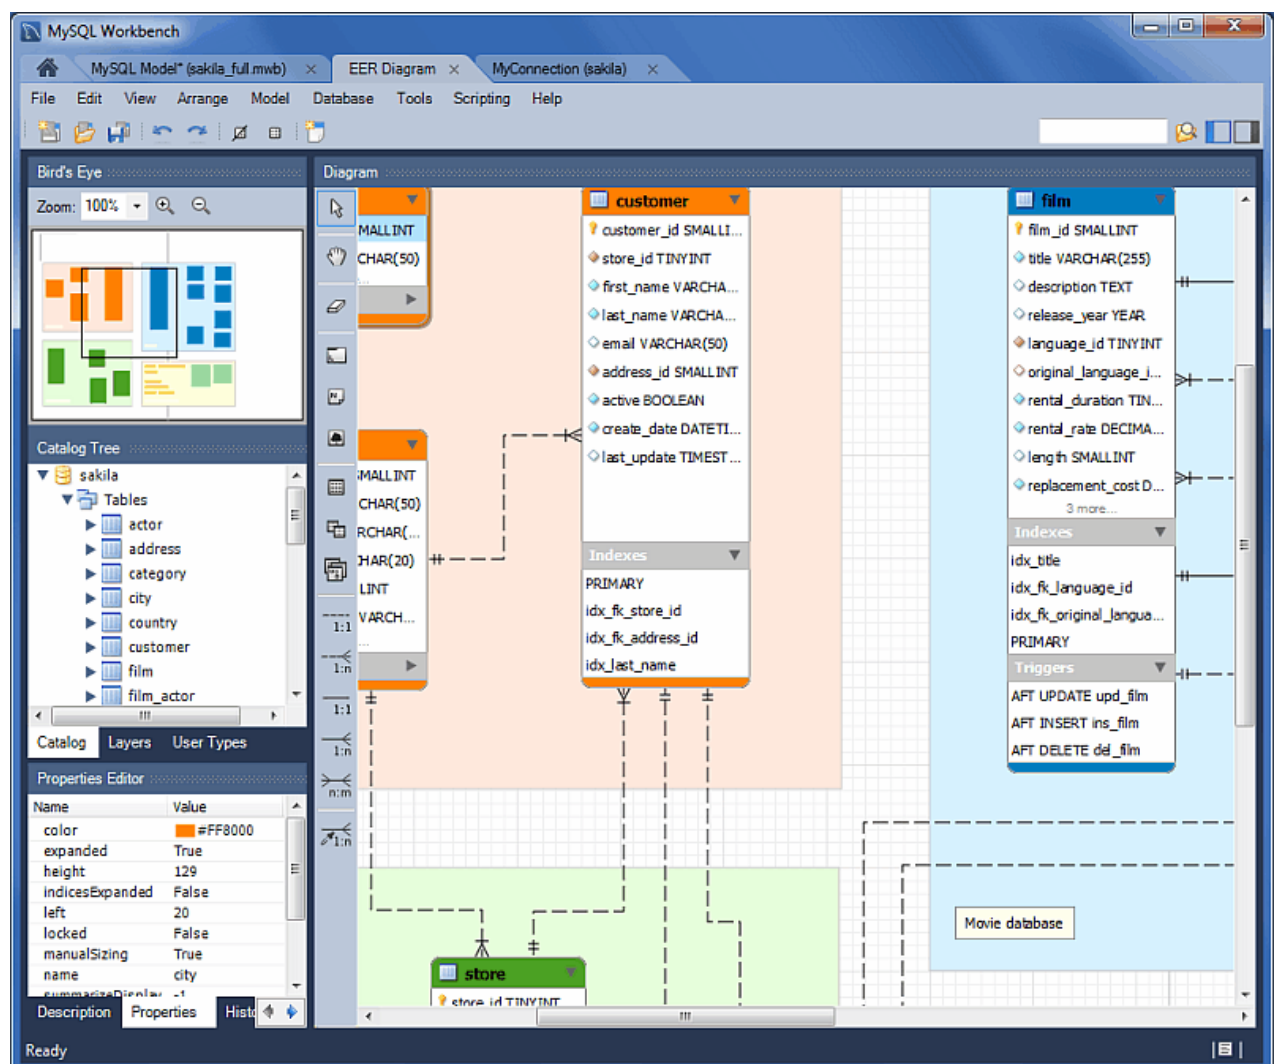 MySQL Workbench
MySQL Model* (sakila_full.mwb) × EER Diagram × MyConnection (sakila) ×
File Edit View Arrange Model Database Tools Scripting Help
Bird's Eye
Zoom: 100%
Catalog Tree
sakila
Tables
actor
address
category
city
country
customer
film
film_actor
Catalog Layers User Types
Properties Editor
Name Value
color #FF8000
expanded True
height 129
indicesExpanded False
left 20
locked False
manualSizing True
name city
summarizeDisplay -1
Description Properties Histo
Ready
Diagram
1:1
1:n
1:1
1:n
n:m
1:n
MALLINT
CHAR(50)
...
SMALLINT
CHAR(50)
RCHAR(...
HAR(20)
LINT
VARCH...
...
customer
customer_id SMALLI...
store_id TINYINT
first_name VARCHA...
last_name VARCHA...
email VARCHAR(50)
address_id SMALLINT
active BOOLEAN
create_date DATETI...
last_update TIMEST...
Indexes
PRIMARY
idx_fk_store_id
idx_fk_address_id
idx_last_name
store
store_id TINYINT
film
film_id SMALLINT
title VARCHAR(255)
description TEXT
release_year YEAR
language_id TINYINT
original_language_i...
rental_duration TIN...
rental_rate DECIMA...
length SMALLINT
replacement_cost D...
3 more...
Indexes
idx_title
idx_fk_language_id
idx_fk_original_langua...
PRIMARY
Triggers
AFT UPDATE upd_film
AFT INSERT ins_film
AFT DELETE del_film
Movie database